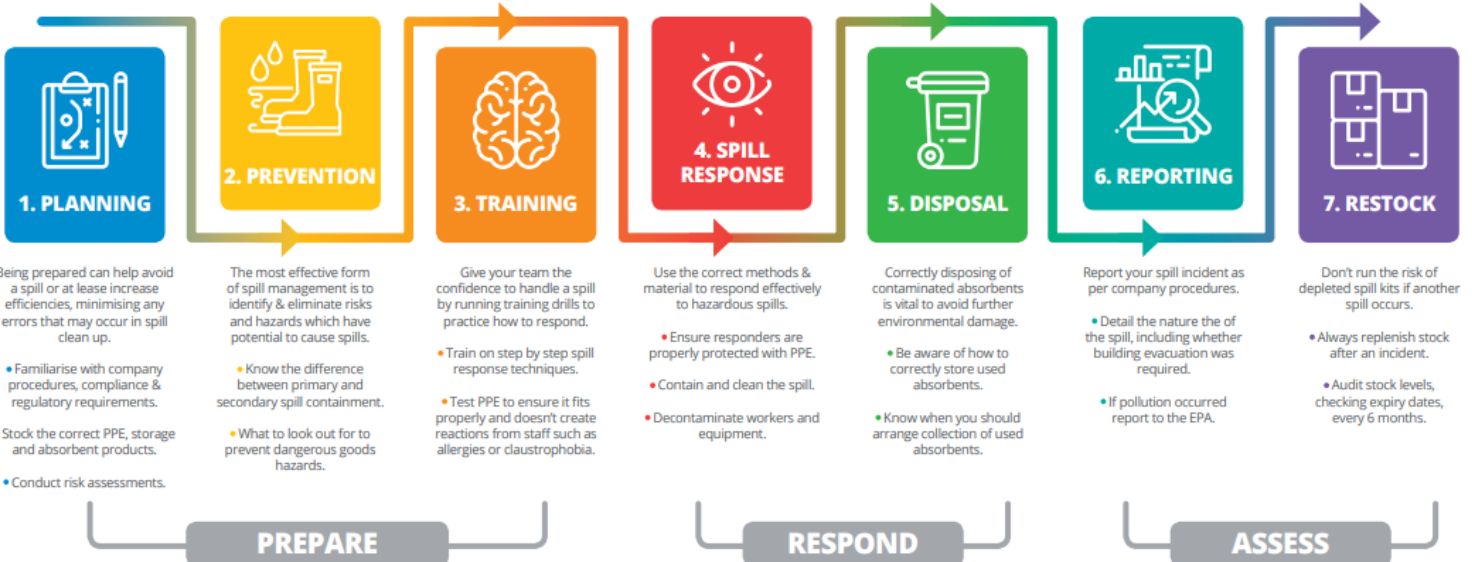 1. PLANNING
Being prepared can help avoid
a spill or at lease increase
efficiencies, minimising any
errors that may occur in spill
clean up.
• Familiarise with company
procedures, compliance &
regulatory requirements.
Stock the correct PPE, storage
and absorbent products.
• Conduct risk assessments.
2. PREVENTION
The most effective form
of spill management is to
identify & eliminate risks
and hazards which have
potential to cause spills.
• Know the difference
between primary and
secondary spill containment.
• What to look out for to
prevent dangerous goods
hazards.
3. TRAINING
Give your team the
confidence to handle a spill
by running training drills to
practice how to respond.
• Train on step by step spill
response techniques.
• Test PPE to ensure it fits
properly and doesn't create
reactions from staff such as
allergies or claustrophobia.
PREPARE
4. SPILL
RESPONSE
Use the correct methods &
material to respond effectively
to hazardous spills.
• Ensure responders are
properly protected with PPE.
• Contain and clean the spill.
• Decontaminate workers and
equipment.
5. DISPOSAL
Correctly disposing of
contaminated absorbents
is vital to avoid further
environmental damage.
• Be aware of how to
correctly store used
absorbents.
• Know when you should
arrange collection of used
absorbents.
RESPOND
6. REPORTING
Report your spill incident as
per company procedures.
• Detail the nature the of
the spill, including whether
building evacuation was
required.
• If pollution occurred
report to the EPA.
7. RESTOCK
Don't run the risk of
depleted spill kits if another
spill occurs.
• Always replenish stock
after an incident.
• Audit stock levels,
checking expiry dates,
every 6 months.
ASSESS